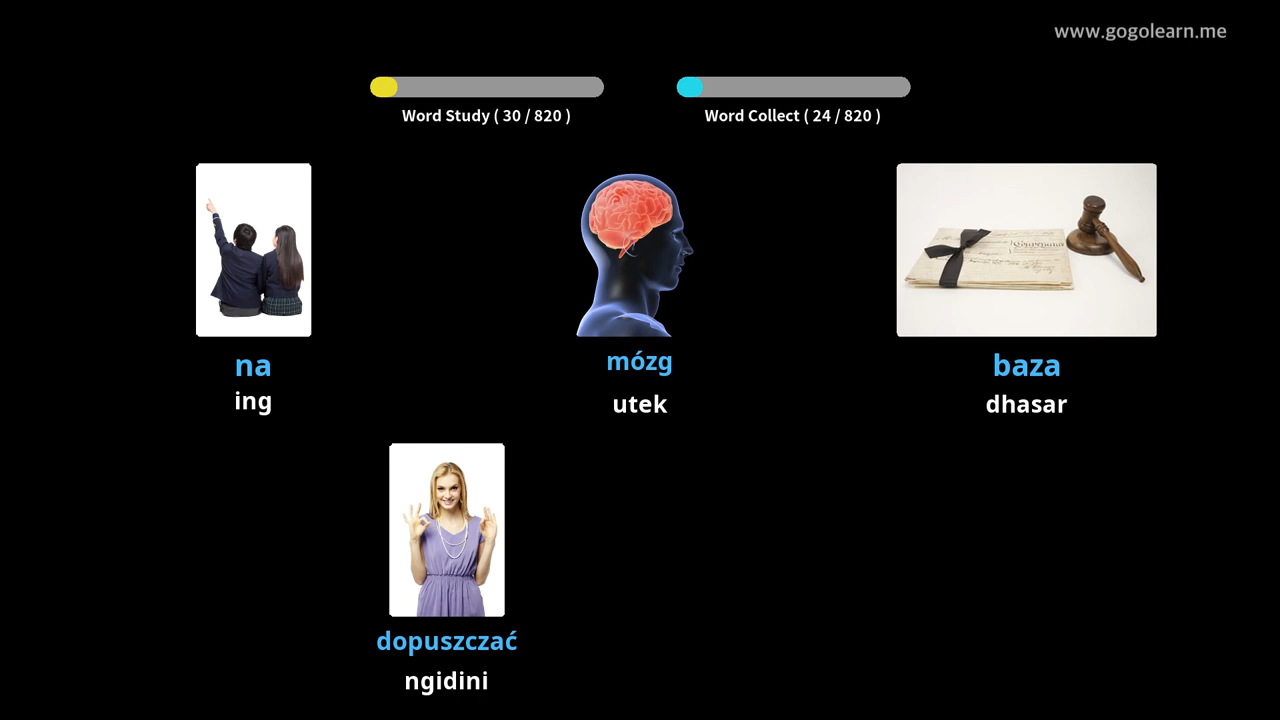 www.gogolearn.me
Word Study ( 30 / 820 )
Word Collect ( 24 / 820 )
na
ing
mózg
utek
baza
dhasar
dopuszczać
ngidini